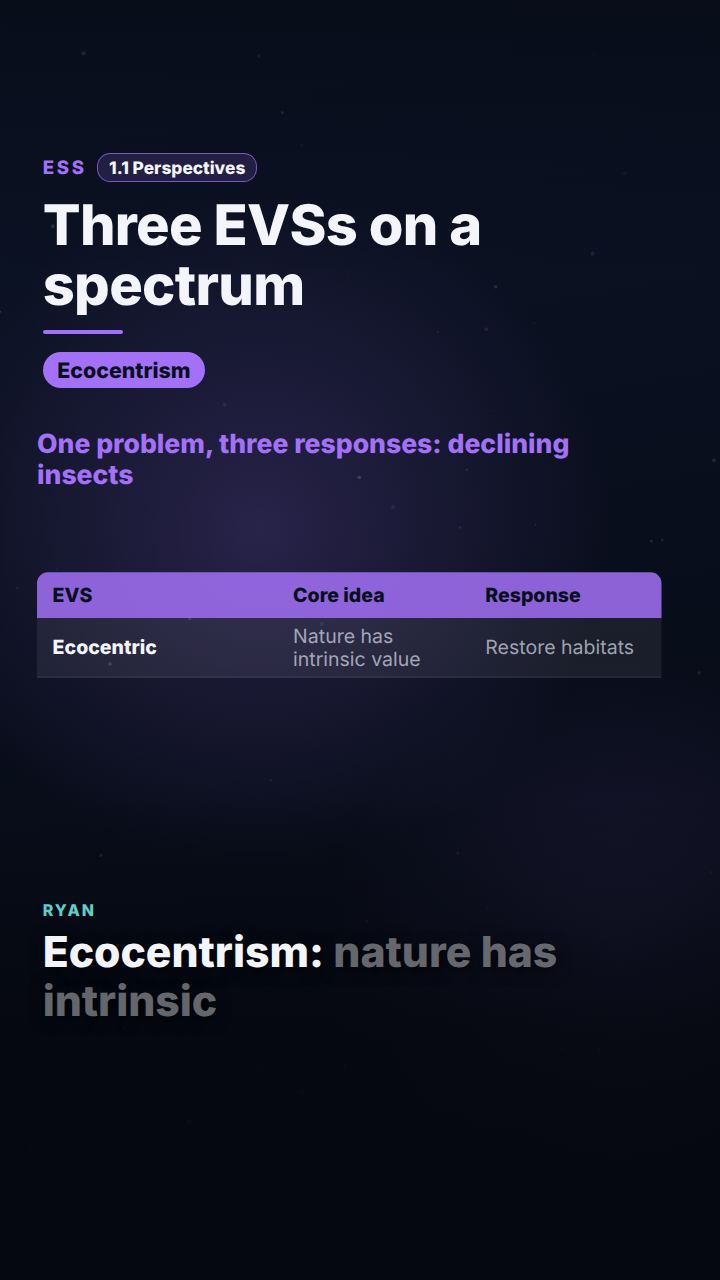 ESS 1.1 Perspectives
Three EVSs on a
spectrum
Ecocentrism
One problem, three responses: declining
insects
EVS Core idea Response
Ecocentric Nature has intrinsic value Restore habitats
RYAN
Ecocentrism: nature has
intrinsic